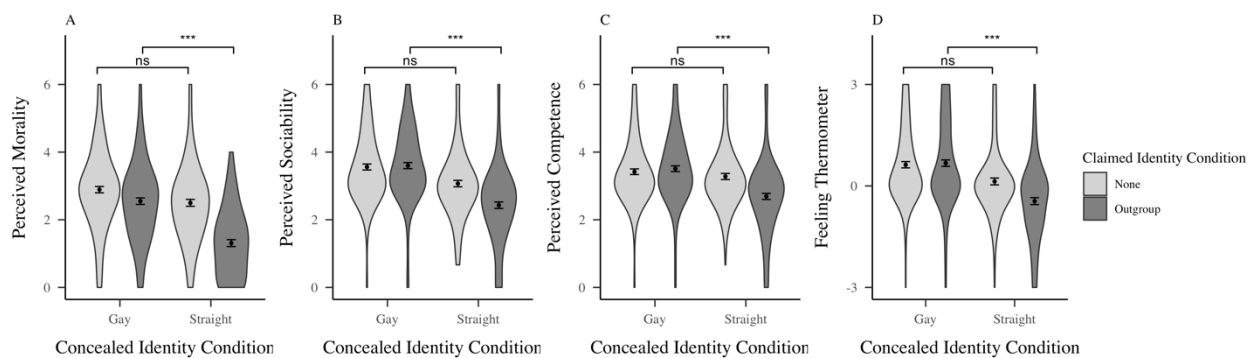 A
***
ns
6
4
2
0
Perceived Morality
Gay
Straight
Concealed Identity Condition
B
***
ns
6
4
2
0
Perceived Sociability
Gay
Straight
Concealed Identity Condition
C
***
ns
6
4
2
0
Perceived Competence
Gay
Straight
Concealed Identity Condition
D
***
ns
3
0
-3
Feeling Thermometer
Gay
Straight
Concealed Identity Condition
Claimed Identity Condition
None
Outgroup